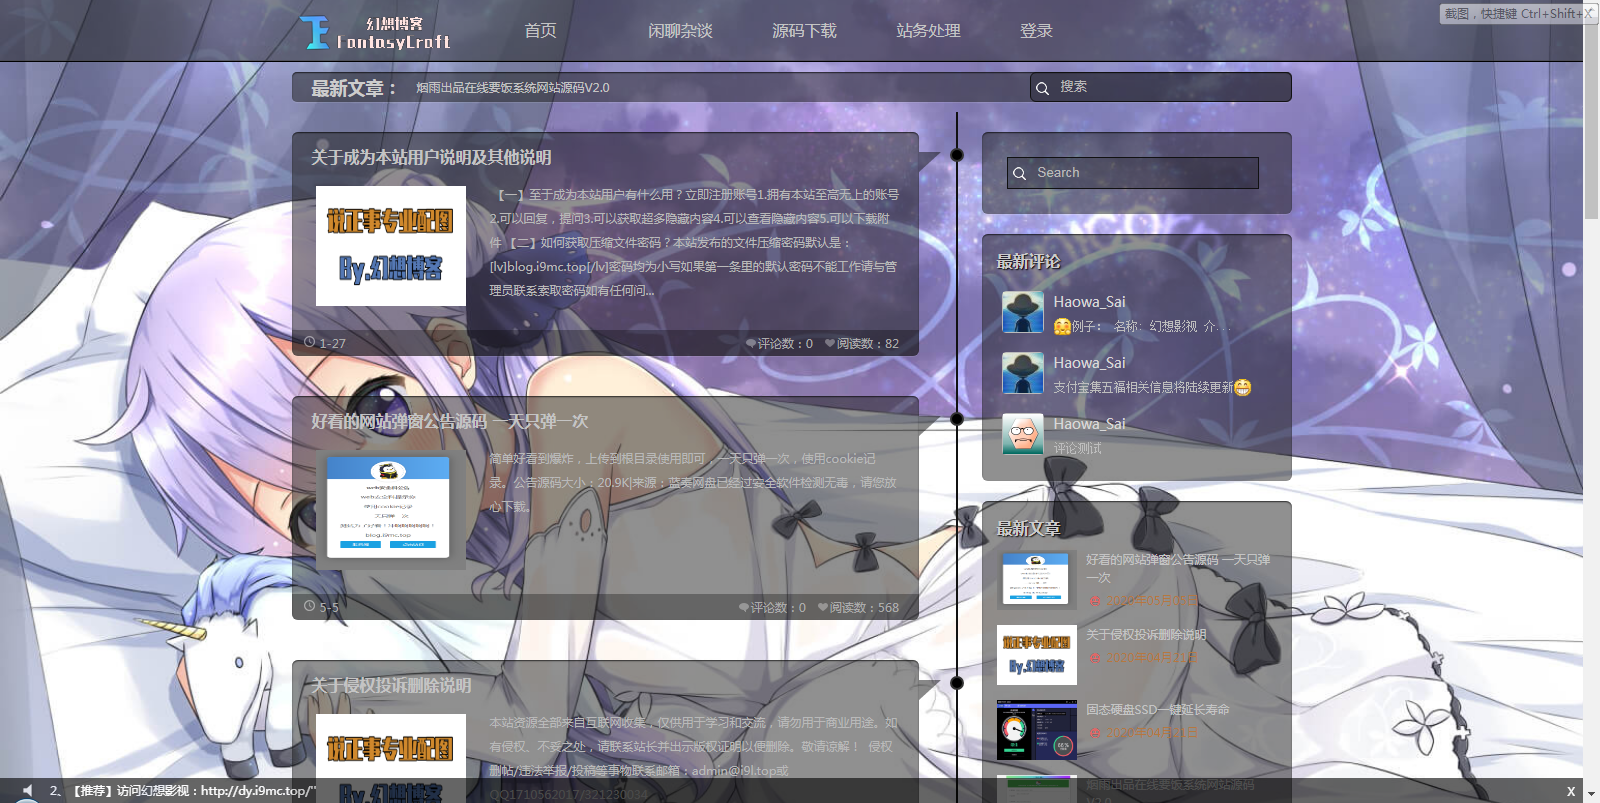 幻想博客
FantasyCraft
首页
闲聊杂谈
源码下载
站务处理
登录
截图，快捷键 Ctrl+Shift+X
最新文章：
烟雨出品在线要饭系统网站源码V2.0
搜索
关于成为本站用户说明及其他说明
说正事专业配图
By.幻想博客
【一】至于成为本站用户有什么用？立即注册账号1.拥有本站至高无上的账号
2.可以回复，提问3.可以获取超多隐藏内容4.可以查看隐藏内容5.可以下载附
件 【二】如何获取压缩文件密码？本站发布的文件压缩密码默认是：
[lv]blog.i9mc.top[/lv]密码均为小写如果第一条里的默认密码不能工作请与管
理员联系索取密码如有任何问...
1-27
评论数：0
阅读数：82
好看的网站弹窗公告源码 一天只弹一次
blog.i9mc.top
简单好看到爆炸，上传到根目录使用即可，一天只弹一次，使用cookie记
录。公告源码大小：20.9K|来源：蓝奏网盘已经过安全软件检测无毒，请您放
心下载。
5-5
评论数：0
阅读数：568
关于侵权投诉删除说明
说正事专业配图
By.幻想博客
本站资源全部来自互联网收集，仅供用于学习和交流，请勿用于商业用途。如
有侵权、不妥之处，请联系站长并出示版权证明以便删除。敬请谅解！ 侵权
删帖/违法举报/投稿等事物联系邮箱：admin@i9l.top或
QQ1710562017/321230034
Search
最新评论
Haowa_Sai
例子： 名称：幻想影视 介...
Haowa_Sai
支付宝集五福相关信息将陆续更新
Haowa_Sai
评论测试
最新文章
好看的网站弹窗公告源码 一天只弹
一次
2020年05月05日
关于侵权投诉删除说明
说正事专业配图
By.幻想博客
2020年04月21日
固态硬盘SSD一键延长寿命
2020年04月21日
烟雨出品在线要饭系统网站源码
V2.0
2、【推荐】访问幻想影视：http://dy.i9mc.top/"
X